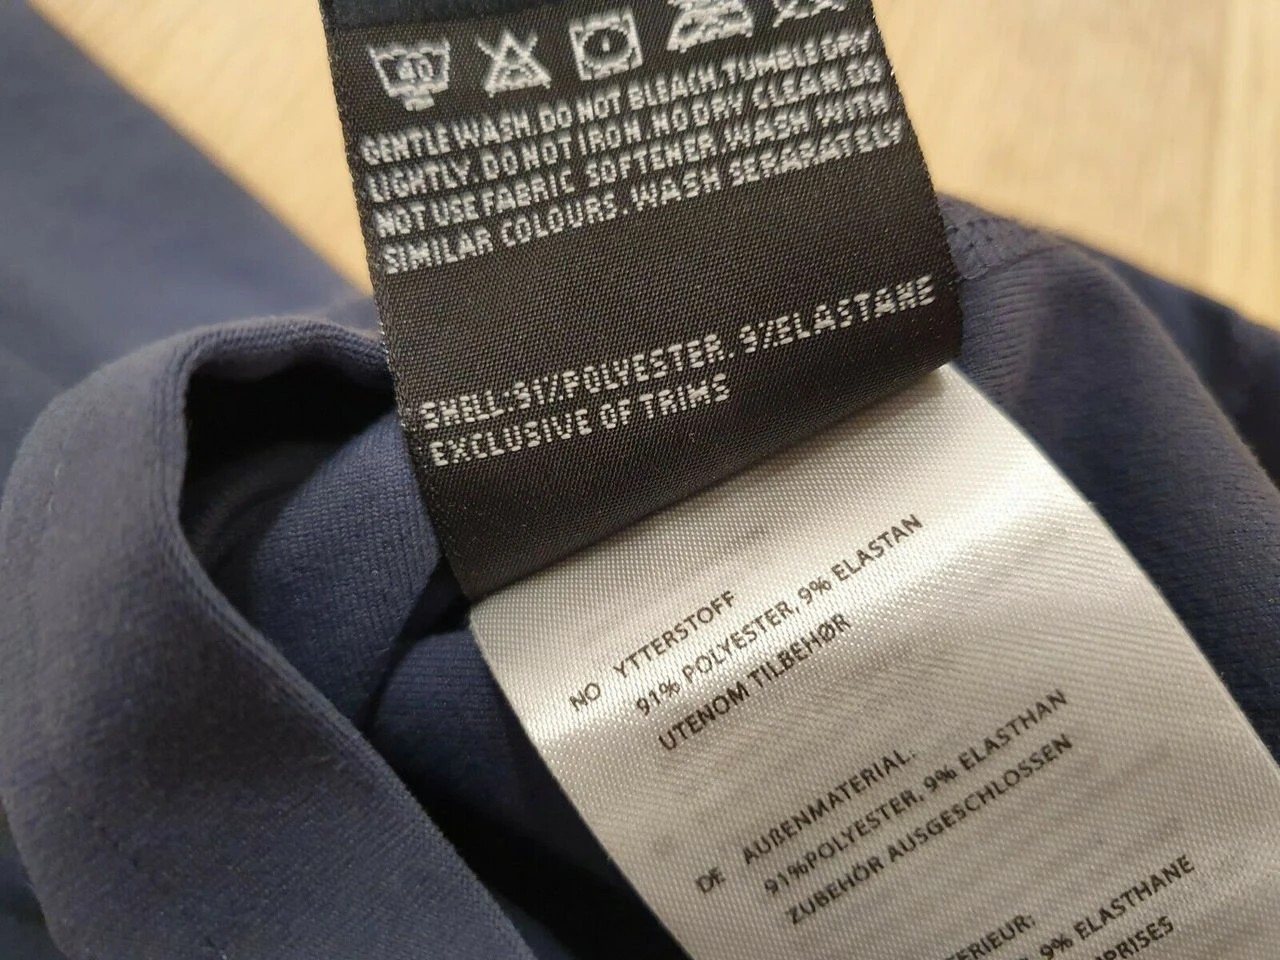 40
GENTLE WASH. DO NOT BLEACH. TUMBLE DRY
LIGHTLY. DO NOT IRON. NO DRY CLEAN. DO
NOT USE FABRIC SOFTENER. WASH WITH
SIMILAR COLOURS. WASH SEPARATELY
SHELL:91%POLYESTER. 9%ELASTANE
EXCLUSIVE OF TRIMS
NO YTTERSTOFF
91% POLYESTER, 9% ELASTAN
UTENOM TILBEHØR
DE AUßENMATERIAL:
91%POLYESTER, 9% ELASTHAN
ZUBEHÖR AUSGESCHLOSSEN
9% ELASTHANE